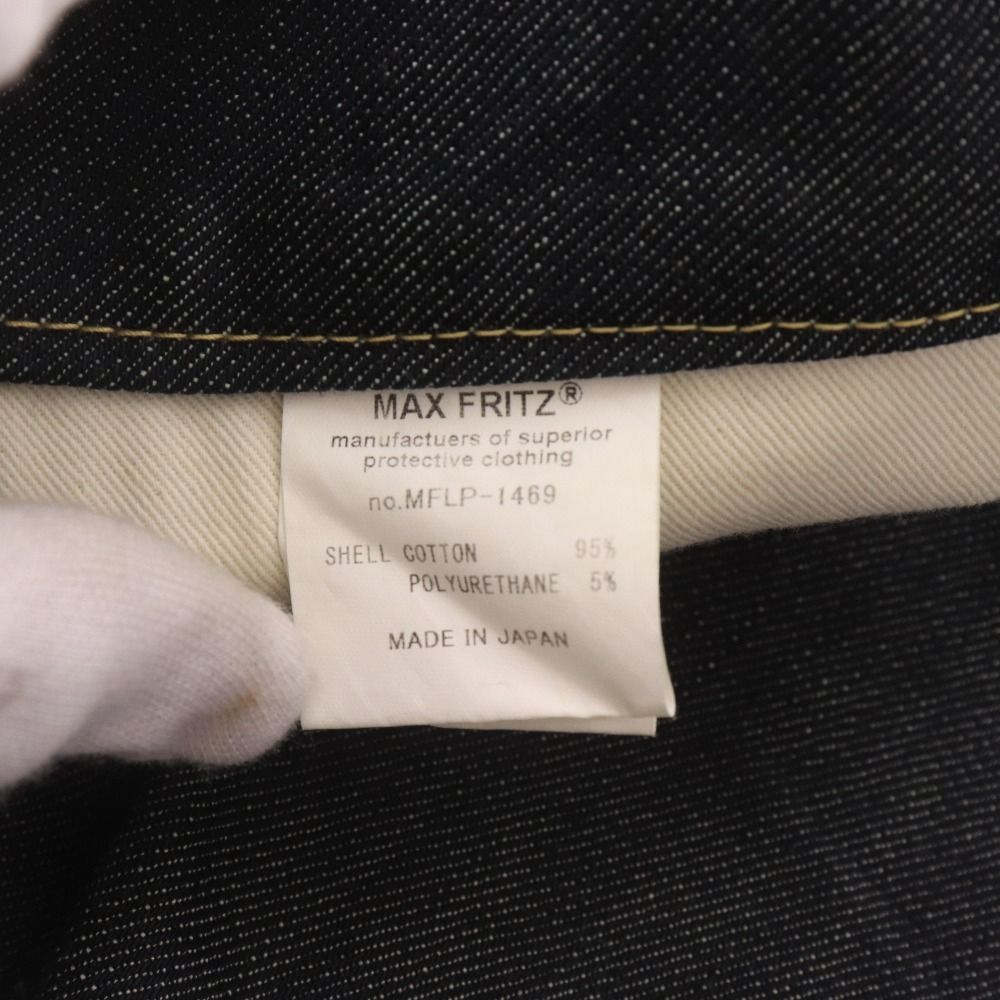 MAX FRITZ®
manufactuers of superior
protective clothing
no.MFLP-1469
SHELL COTTON 95%
POLYURETHANE 5%
MADE IN JAPAN